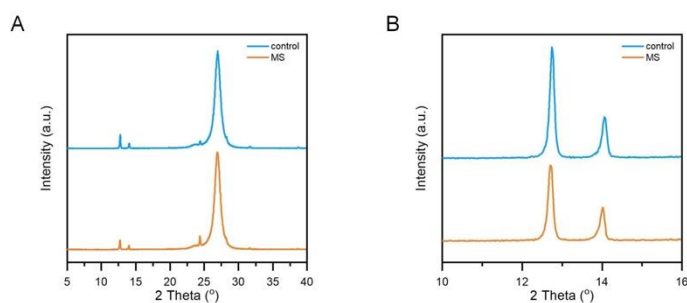 A
control
MS
Intensity (a.u.)
5 10 15 20 25 30 35 40
2 Theta (°)
B
control
MS
Intensity (a.u.)
10 12 14 16
2 Theta (°)